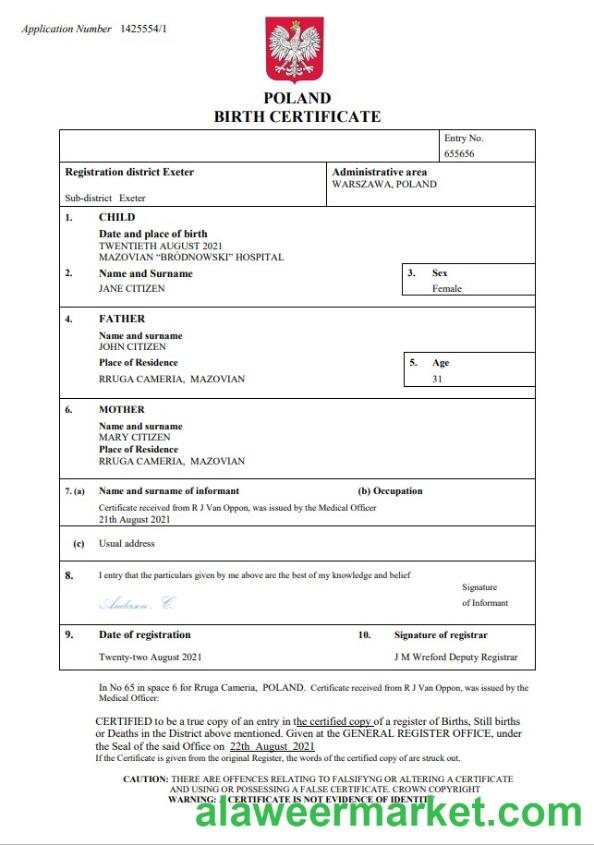 Application Number 1425554/1
POLAND
BIRTH CERTIFICATE
Entry No.
655656
Registration district Exeter
Administrative area
WARSZAWA, POLAND
Sub-district Exeter
1. CHILD
Date and place of birth
TWENTIETH AUGUST 2021
MAZOVIAN “BRÓDNOWSKI” HOSPITAL
2. Name and Surname
3. Sex
JANE CITIZEN
Female
4. FATHER
Name and surname
JOHN CITIZEN
Place of Residence
5. Age
RRUGA CAMERIA, MAZOVIAN
31
6. MOTHER
Name and surname
MARY CITIZEN
Place of Residence
RRUGA CAMERIA, MAZOVIAN
7. (a) Name and surname of informant (b) Occupation
Certificate received from R J Van Oppon, was issued by the Medical Officer
21th August 2021
(c) Usual address
8. I entry that the particulars given by me above are the best of my knowledge and belief
Signature
of Informant
Anderson . C.
9. Date of registration 10. Signature of registrar
Twenty-two August 2021 J M Wreford Deputy Registrar
In No 65 in space 6 for Rruga Cameria, POLAND. Certificate received from R J Van Oppon, was issued by the
Medical Officer:
CERTIFIED to be a true copy of an entry in the certified copy of a register of Births, Still births
or Deaths in the District above mentioned. Given at the GENERAL REGISTER OFFICE, under
the Seal of the said Office on 22th August 2021
If the Certificate is given from the original Register, the words of the certified copy of are struck out.
CAUTION: THERE ARE OFFENCES RELATING TO FALSIFYNG OR ALTERING A CERTIFICATE
AND USING OR POSSESSING A FALSE CERTIFICATE. CROWN COPYRIGHT
WARNING: A CERTIFICATE IS NOT EVIDENCE OF IDENTITY
alaweermarket.com